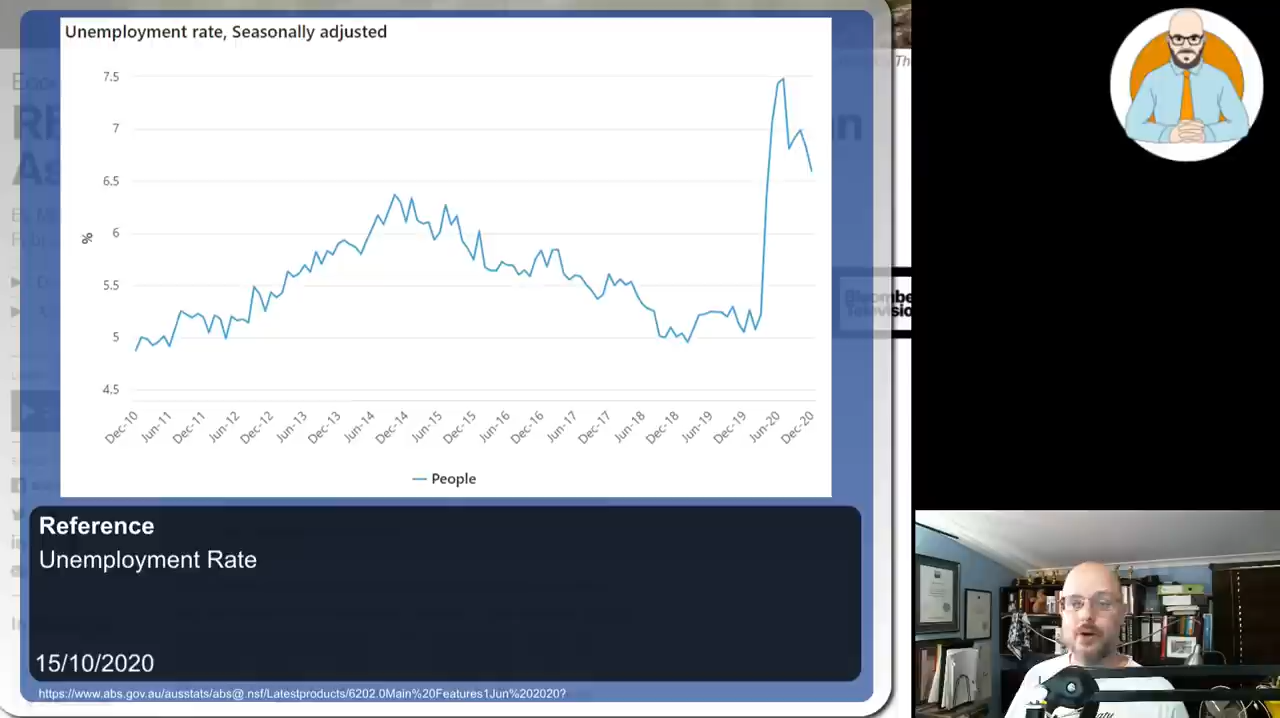 Unemployment rate, Seasonally adjusted
7.5
7
6.5
6
5.5
5
4.5
%
Dec-10
Jun-11
Dec-11
Jun-12
Dec-12
Jun-13
Dec-13
Jun-14
Dec-14
Jun-15
Dec-15
Jun-16
Dec-16
Jun-17
Dec-17
Jun-18
Dec-18
Jun-19
Dec-19
Jun-20
Dec-20
People
Reference
Unemployment Rate
15/10/2020
https://www.abs.gov.au/ausstats/abs@.nsf/Latestproducts/6202.0Main%20Features1Jun%202020?